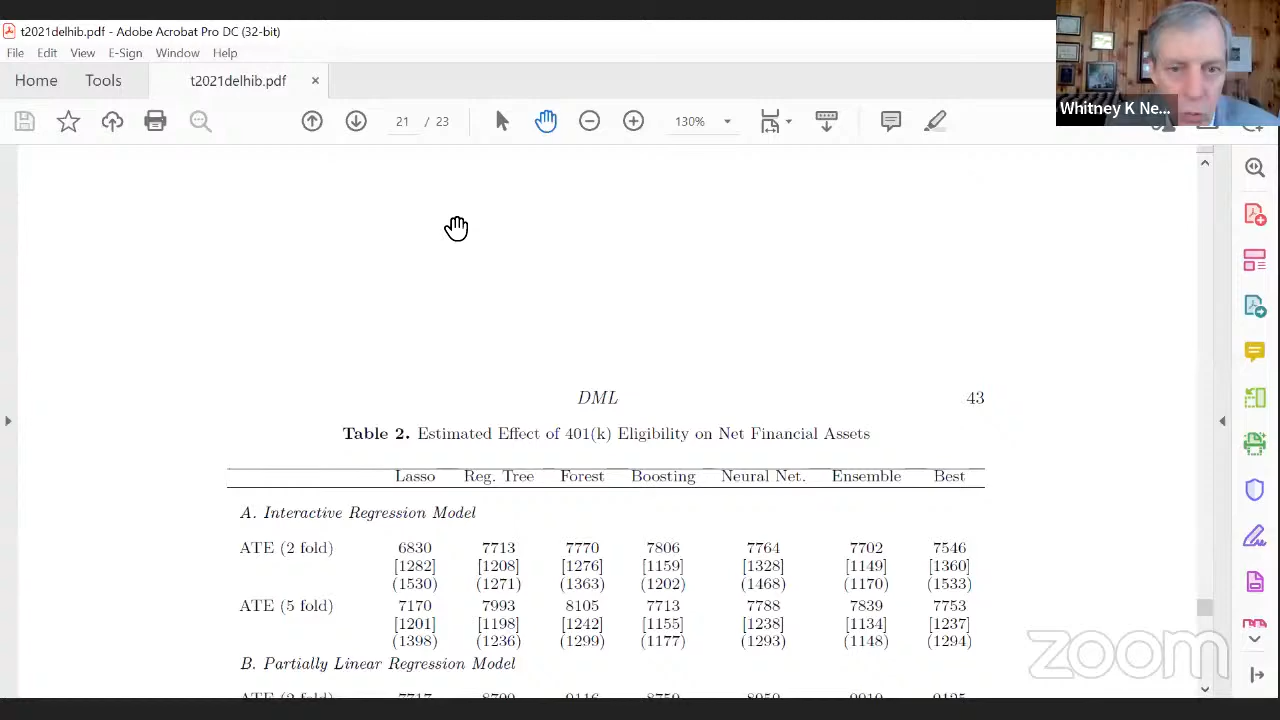 t2021delhib.pdf - Adobe Acrobat Pro DC (32-bit)
File Edit View E-Sign Window Help
Home Tools t2021delhib.pdf ×
21 / 23 130%
Whitney K Ne...
DML 43
Table 2. Estimated Effect of 401(k) Eligibility on Net Financial Assets
Lasso Reg. Tree Forest Boosting Neural Net. Ensemble Best
A. Interactive Regression Model
ATE (2 fold) 6830 7713 7770 7806 7764 7702 7546
[1282] [1208] [1276] [1159] [1328] [1149] [1360]
(1530) (1271) (1363) (1202) (1468) (1170) (1533)
ATE (5 fold) 7170 7993 8105 7713 7788 7839 7753
[1201] [1198] [1242] [1155] [1238] [1134] [1237]
(1398) (1236) (1299) (1177) (1293) (1148) (1294)
B. Partially Linear Regression Model
ATE (2 fold)
zoom